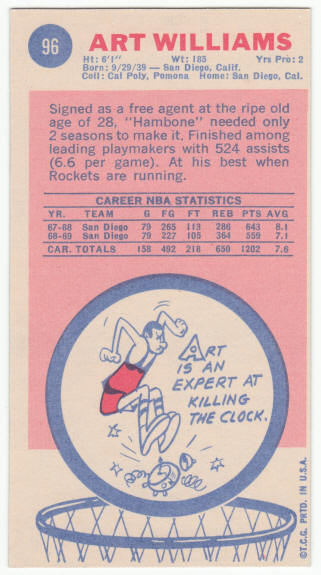 96
ART WILLIAMS
Ht: 6'1" Wt: 185 Yrs Pro: 2
Born: 9/29/39 — San Diego, Calif.
Coll: Cal Poly, Pomona Home: San Diego, Cal.
Signed as a free agent at the ripe old
age of 28, "Hambone" needed only
2 seasons to make it. Finished among
leading playmakers with 524 assists
(6.6 per game). At his best when
Rockets are running.
CAREER NBA STATISTICS
YR. TEAM G FG FT REB PTS AVG
67-68 San Diego 79 265 113 286 643 8.1
68-69 San Diego 79 227 105 364 559 7.1
CAR. TOTALS 158 492 218 650 1202 7.6
ART
IS AN
EXPERT AT
KILLING
THE CLOCK.
©T.C.G. PRTD. IN U.S.A.